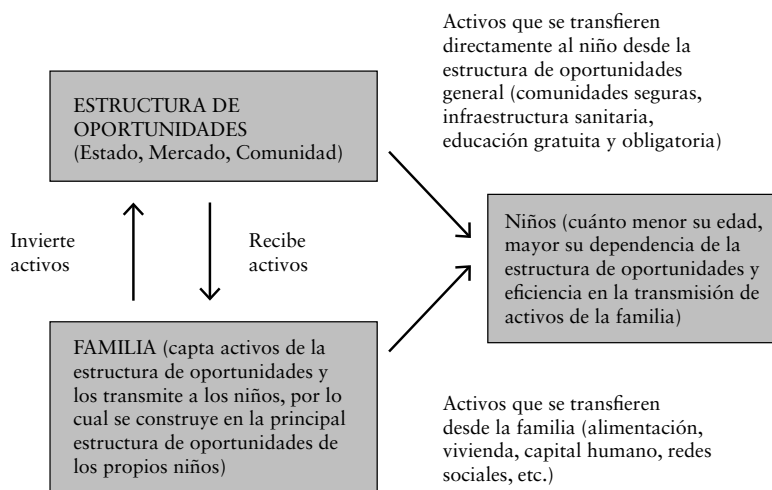 Activos que se transfieren
directamente al niño desde la
estructura de oportunidades
general (comunidades seguras,
infraestructura sanitaria,
educación gratuita y obligatoria)
ESTRUCTURA DE
OPORTUNIDADES
(Estado, Mercado, Comunidad)
Invierte
activos
Recibe
activos
Niños (cuánto menor su edad,
mayor su dependencia de la
estructura de oportunidades y
eficiencia en la transmisión de
activos de la familia)
FAMILIA (capta activos de la
estructura de oportunidades y
los transmite a los niños, por lo
cual se construye en la principal
estructura de oportunidades de
los propios niños)
Activos que se transfieren
desde la familia (alimentación,
vivienda, capital humano, redes
sociales, etc.)